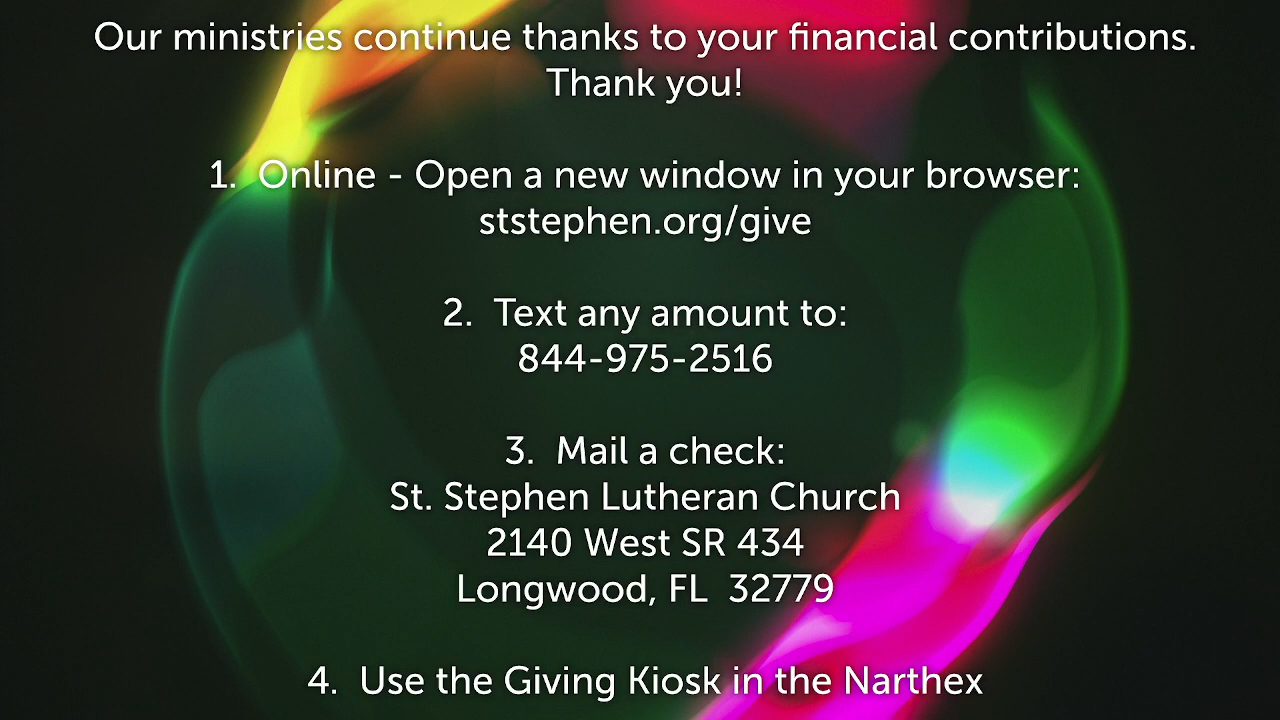 Our ministries continue thanks to your financial contributions.
Thank you!
1. Online - Open a new window in your browser:
ststephen.org/give
2. Text any amount to:
844-975-2516
3. Mail a check:
St. Stephen Lutheran Church
2140 West SR 434
Longwood, FL 32779
4. Use the Giving Kiosk in the Narthex